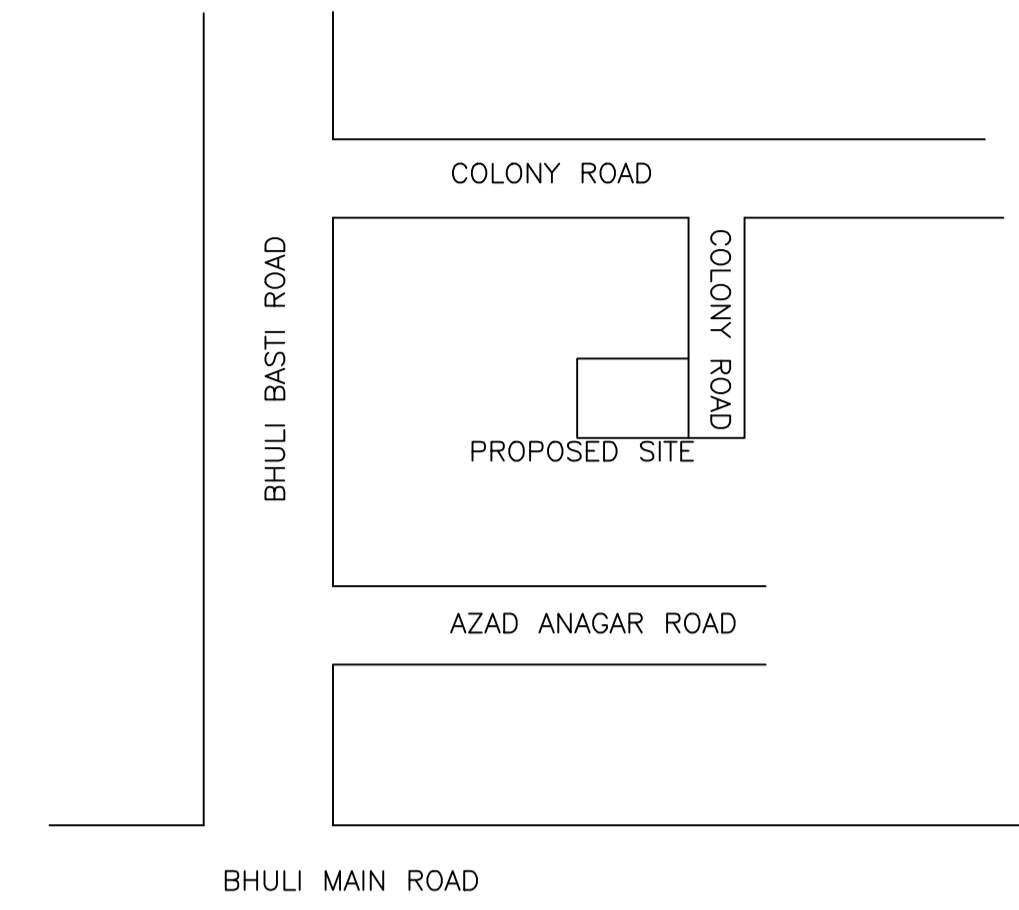 COLONY ROAD
COLONY ROAD
BHULI BASTI ROAD
PROPOSED SITE
AZAD ANAGAR ROAD
BHULI MAIN ROAD